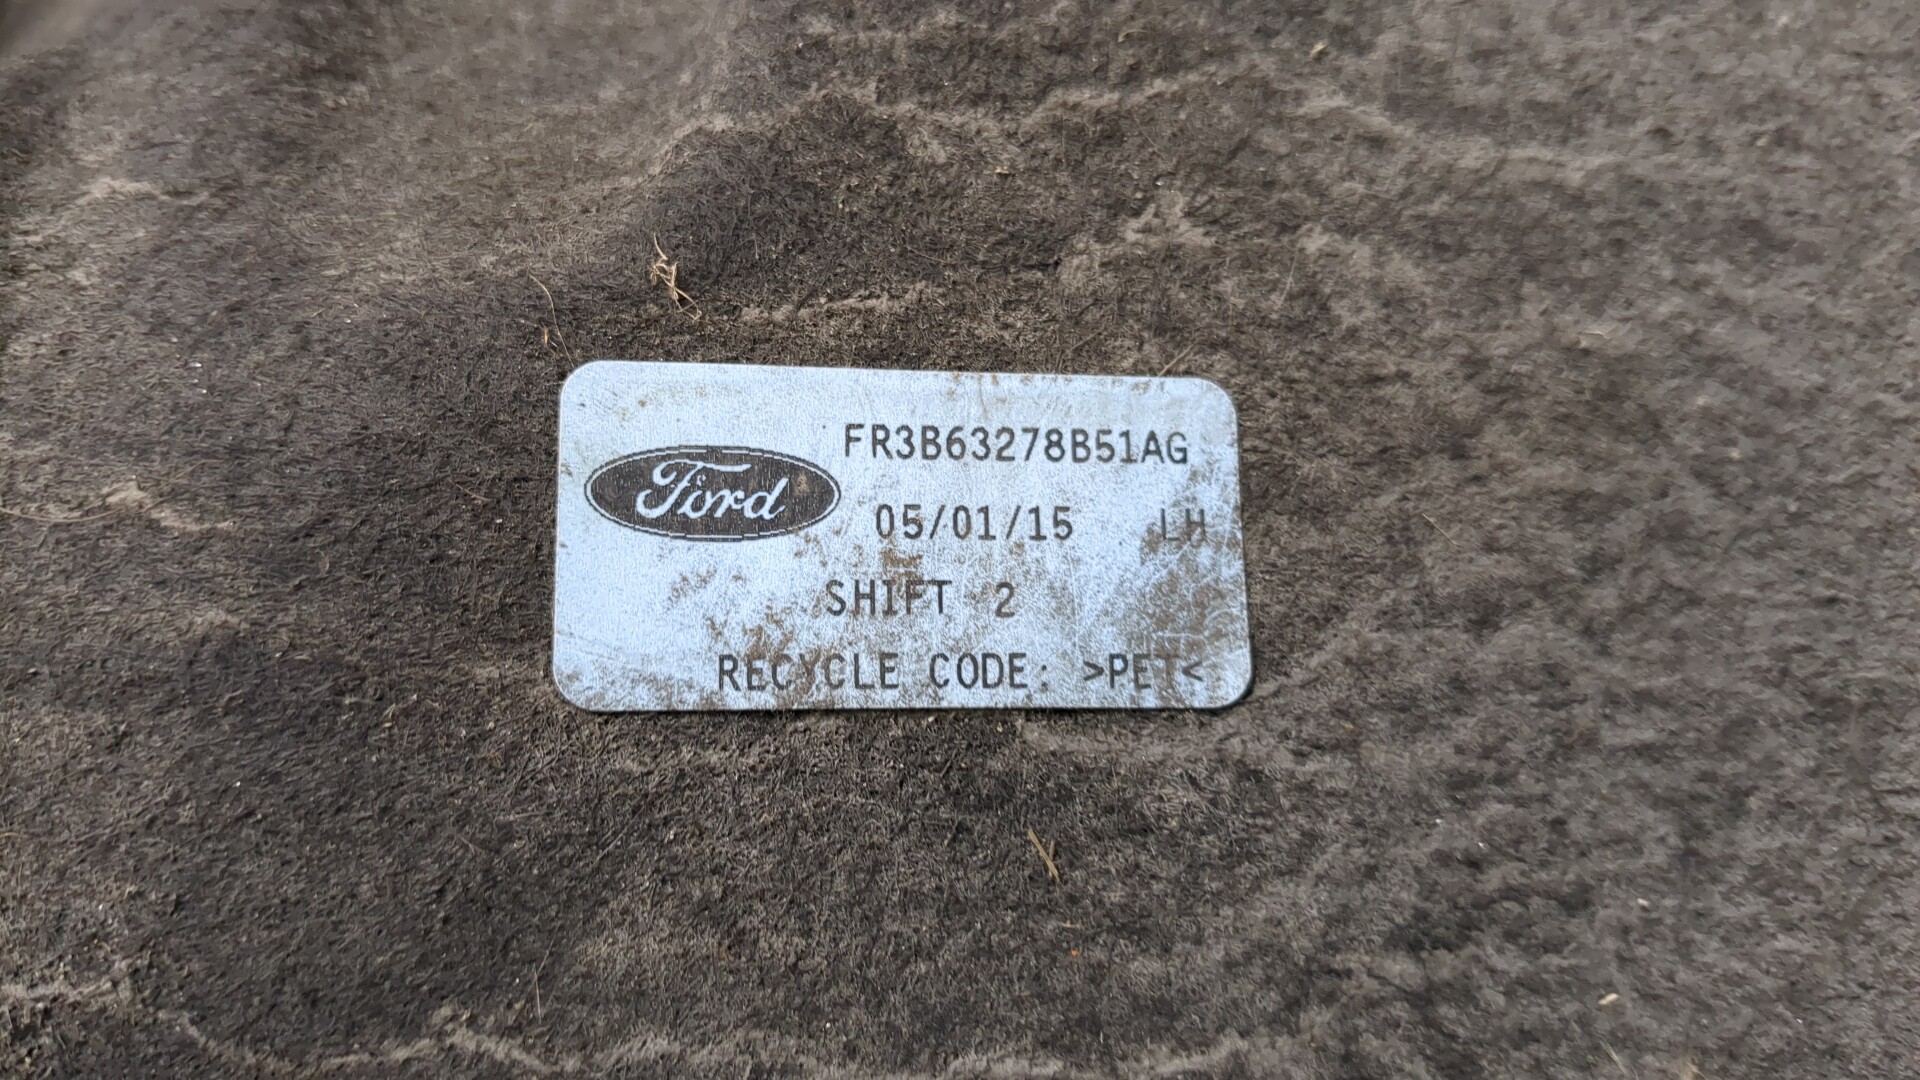 Ford
FR3B63278B51AG
05/01/15 LH
SHIFT 2
RECYCLE CODE: >PET<